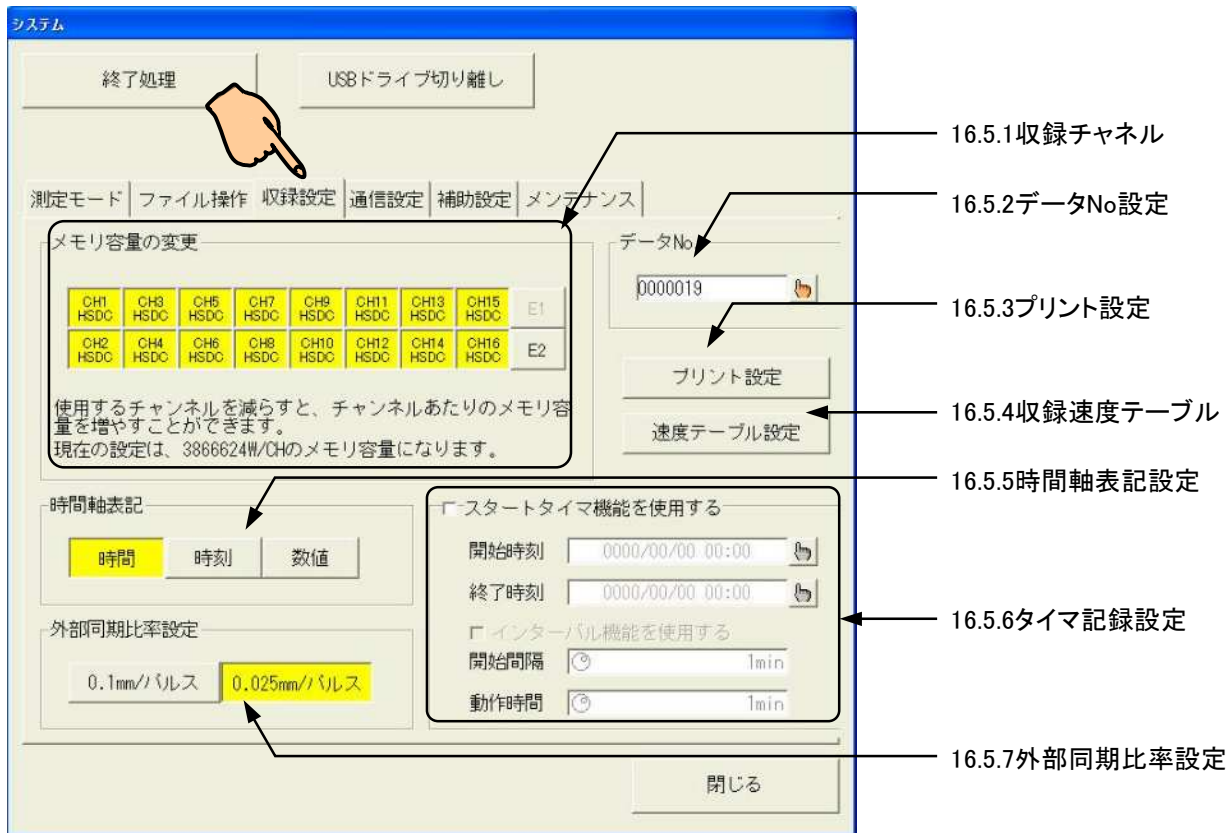 システム
終了処理
USBドライブ切り離し
測定モード ファイル操作 収録設定 通信設定 補助設定 メンテナンス
メモリ容量の変更
CH1 HSDC
CH3 HSDC
CH5 HSDC
CH7 HSDC
CH9 HSDC
CH11 HSDC
CH13 HSDC
CH15 HSDC
E1
CH2 HSDC
CH4 HSDC
CH6 HSDC
CH8 HSDC
CH10 HSDC
CH12 HSDC
CH14 HSDC
CH16 HSDC
E2
使用するチャンネルを減らすと、チャンネルあたりのメモリ容
量を増やすことができます。
現在の設定は、3866624W/CHのメモリ容量になります。
データNo
0000019
プリント設定
速度テーブル設定
時間軸表記
時間 時刻 数値
外部同期比率設定
0.1mm/パルス 0.025mm/パルス
スタートタイマ機能を使用する
開始時刻 0000/00/00 00:00
終了時刻 0000/00/00 00:00
インターバル機能を使用する
開始間隔 1min
動作時間 1min
閉じる
16.5.1収録チャネル
16.5.2データNo設定
16.5.3プリント設定
16.5.4収録速度テーブル
16.5.5時間軸表記設定
16.5.6タイマ記録設定
16.5.7外部同期比率設定